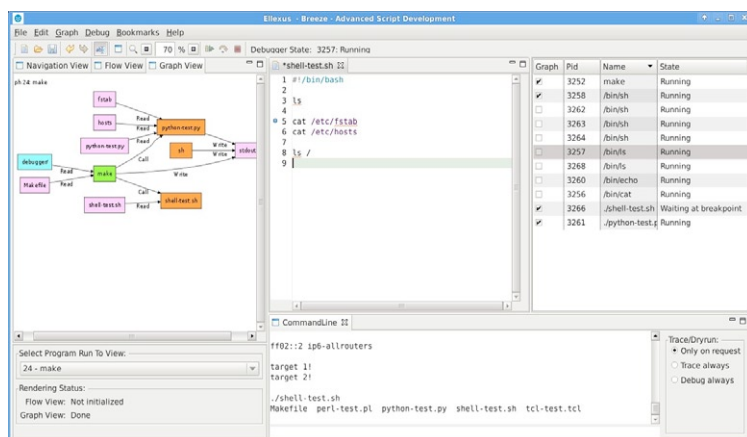 Ellexus - Breeze - Advanced Script Development
File Edit Graph Debug Bookmarks Help
70 % Debugger State: 3257: Running
Navigation View Flow View Graph View
ph 24: make
fstab
hosts
python-test.py
debugger
Makefile
shell-test.sh
make
python-test.py
sh
shell-test.sh
stdout
Read
Read
Read
Call
Write
Write
Read
Read
Write
Call
Read
Select Program Run To View:
24 - make
Rendering Status:
Flow View: Not initialized
Graph View: Done
*shell-test.sh
1 #!/bin/bash
2
3 ls
4
5 cat /etc/fstab
6 cat /etc/hosts
7
8 ls /
9
Graph Pid Name State
3252 make Running
3258 /bin/sh Running
3262 /bin/sh Running
3263 /bin/sh Running
3264 /bin/sh Running
3257 /bin/ls Running
3268 /bin/ls Running
3260 /bin/echo Running
3256 /bin/cat Running
3266 ./shell-test.sh Waiting at breakpoint
3261 ./python-test.p Running
CommandLine
ff02::2 ip6-allrouters
target 1!
target 2!
./shell-test.sh
Makefile perl-test.pl python-test.py shell-test.sh tcl-test.tcl
Trace/Dryrun:
Only on request
Trace always
Debug always